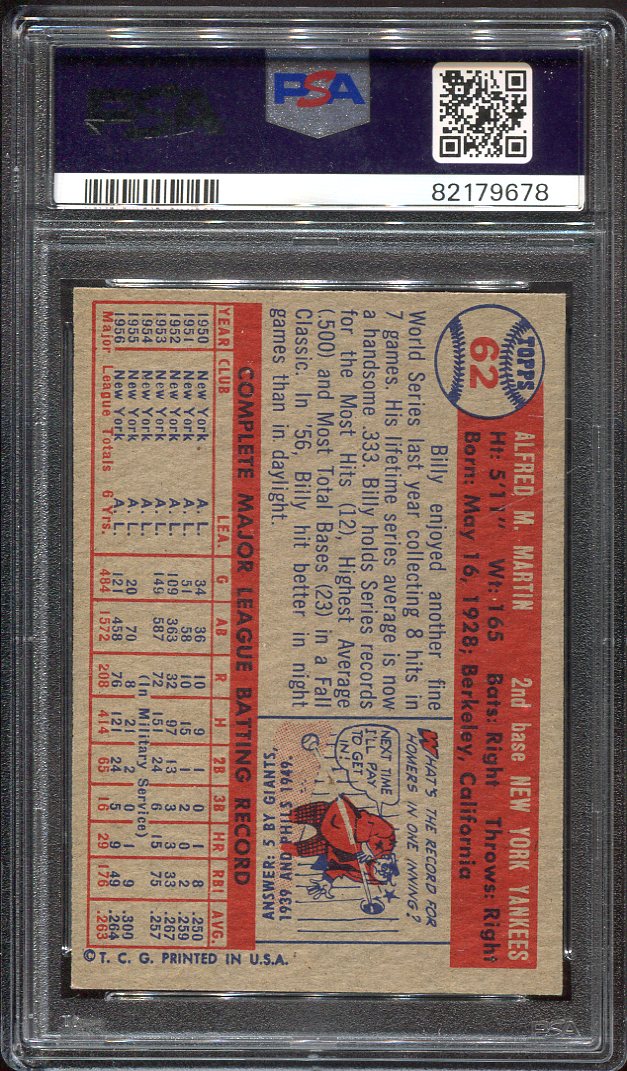 PSA
82179678
TOPPS
62
ALFRED M. MARTIN 2nd base NEW YORK YANKEES
Ht: 5'11" Wt: 165 Bats: Right Throws: Right
Born: May 16, 1928; Berkeley, California
Billy enjoyed another fine
World Series last year collecting 8 hits in
7 games. His lifetime series average is now
a handsome .333. Billy holds Series records
for the Most Hits (12), Highest Average
(.500) and Most Total Bases (23) in a Fall
Classic. In '56, Billy hit better in night
games than in daylight.
WHAT'S THE RECORD FOR
HOMERS IN ONE INNING?
NEXT TIME
I'LL PAY
TO GET
IN!
ANSWER: 5 BY GIANTS,
1939 AND PHILS 1949.
COMPLETE MAJOR LEAGUE BATTING RECORD
YEAR CLUB LEA. G AB R H 2B 3B HR RBI AVG.
1950 New York A. L. 34 36 10 9 1 0 1 8 .250
1951 New York A. L. 51 58 10 15 1 2 0 2 .259
1952 New York A. L. 109 363 32 97 13 3 3 33 .267
1953 New York A. L. 149 587 72 151 24 6 15 75 .257
1954 New York A. L. (In Military Service)
1955 New York A. L. 20 70 8 21 2 0 1 9 .300
1956 New York A. L. 121 458 76 121 24 5 9 49 .264
Major League Totals 6 Yrs. 484 1572 208 414 65 16 29 176 .263
© T. C. G. PRINTED IN U.S.A.
PSA